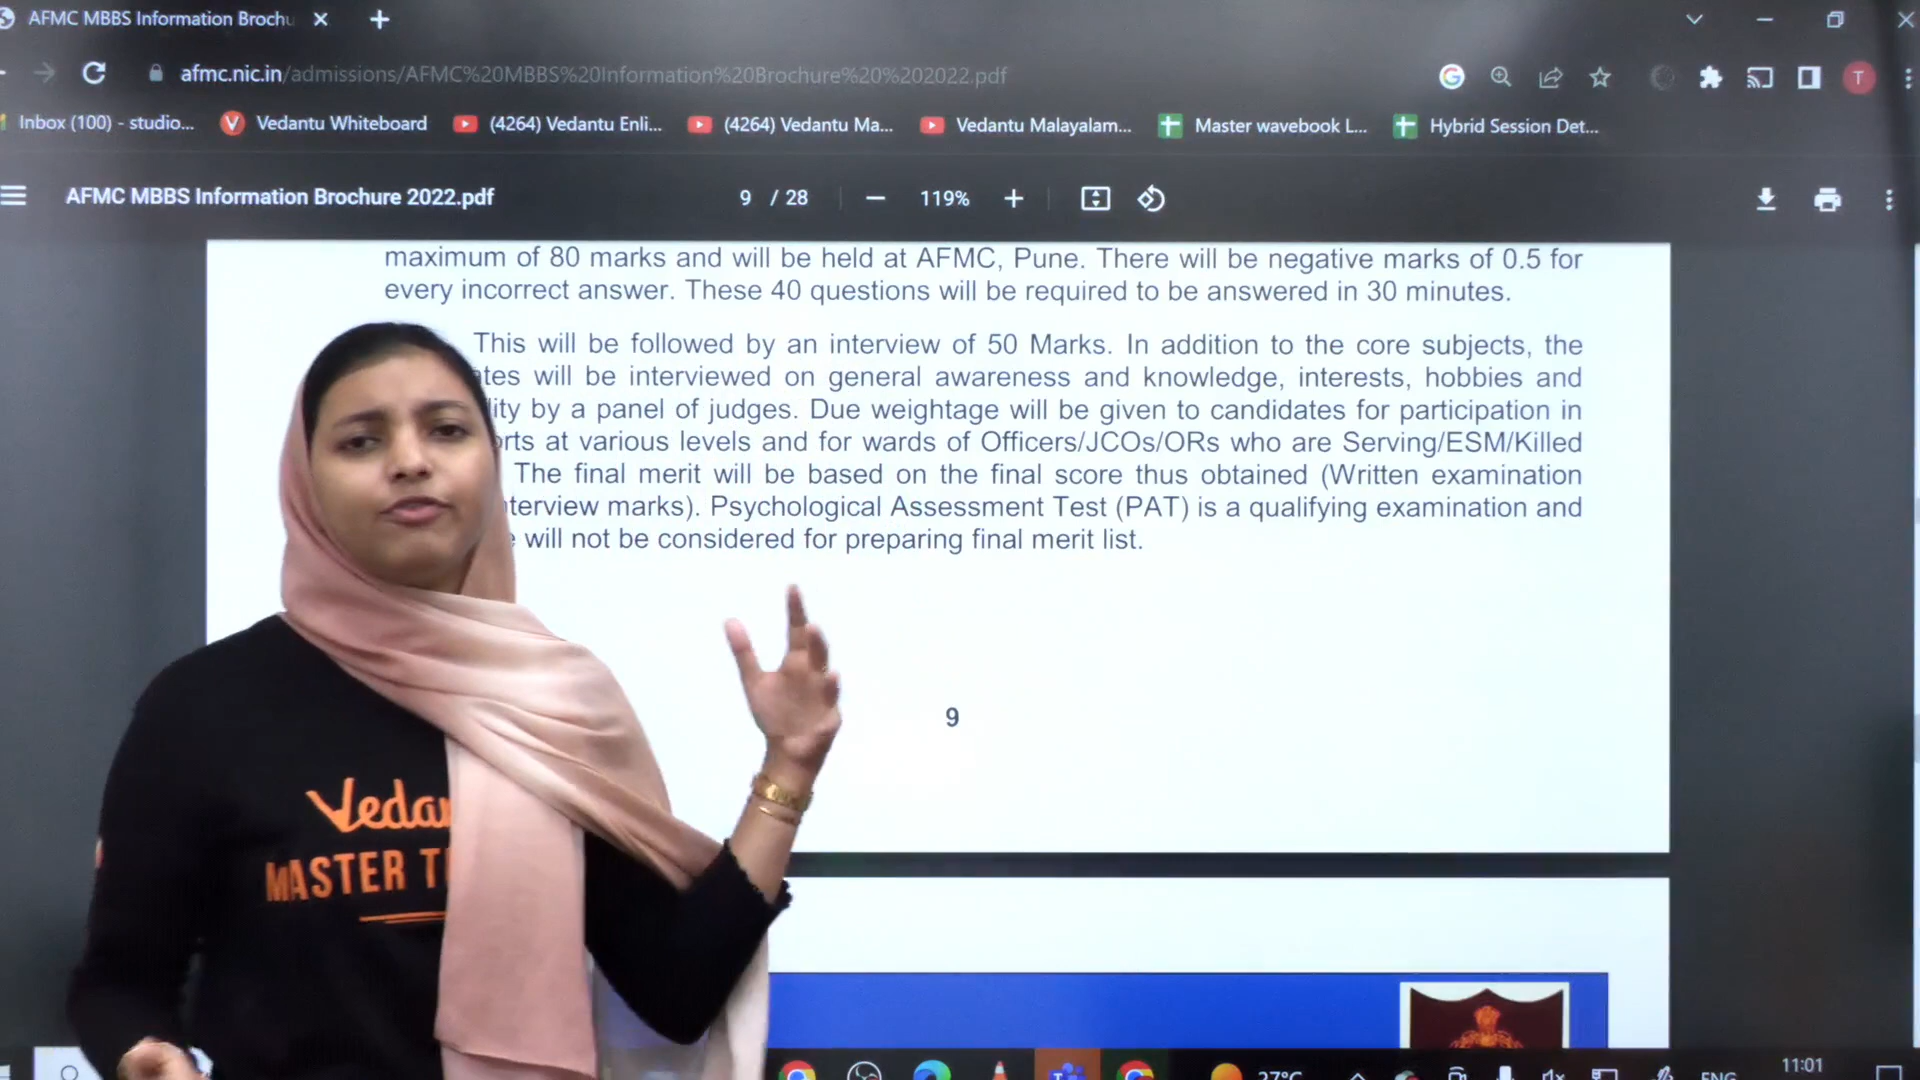 AFMC MBBS Information Broch
afmc.nic.in/admissions/AFMC%20MBBS%20Information%20Brochure%20%202022.pdf
Inbox (100) - studio... Vedantu Whiteboard (4264) Vedantu Enli... (4264) Vedantu Ma... Vedantu Malayalam... Master wavebook L... Hybrid Session Det...
AFMC MBBS Information Brochure 2022.pdf 9 / 28 119%
maximum of 80 marks and will be held at AFMC, Pune. There will be negative marks of 0.5 for
every incorrect answer. These 40 questions will be required to be answered in 30 minutes.
This will be followed by an interview of 50 Marks. In addition to the core subjects, the
ates will be interviewed on general awareness and knowledge, interests, hobbies and
lity by a panel of judges. Due weightage will be given to candidates for participation in
orts at various levels and for wards of Officers/JCOs/ORs who are Serving/ESM/Killed
The final merit will be based on the final score thus obtained (Written examination
nterview marks). Psychological Assessment Test (PAT) is a qualifying examination and
e will not be considered for preparing final merit list.
9
Vedan
MASTER T
27°C ENG 11:01
T